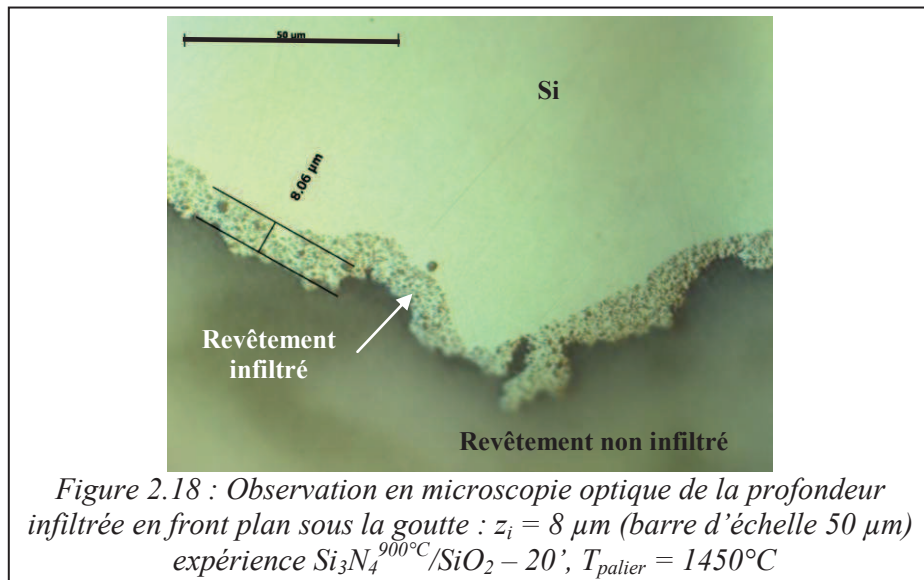 50 µm
Si
8.06 µm
Revêtement
infiltré
Revêtement non infiltré
Figure 2.18 : Observation en microscopie optique de la profondeur
infiltrée en front plan sous la goutte : zᵢ = 8 µm (barre d’échelle 50 µm)
expérience Si₃N₄⁹⁰⁰°ᶜ/SiO₂ – 20’, Tₚₐₗᵢₑᵣ = 1450°C